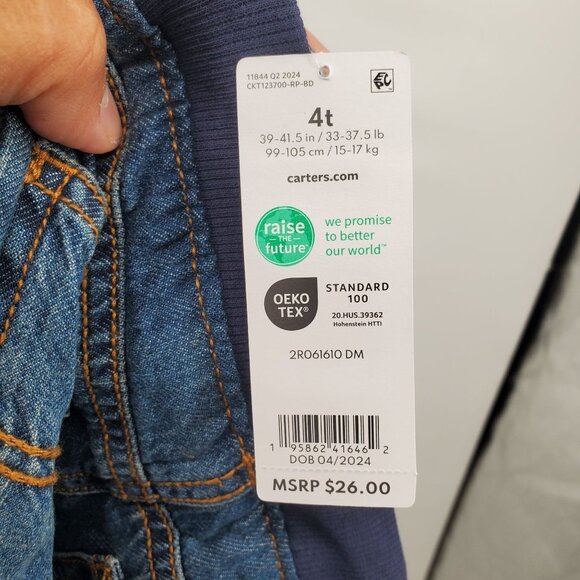 11844 Q2 2024
CKT123700-RP-BD
4t
39-41.5 in / 33-37.5 lb
99-105 cm / 15-17 kg
carters.com
raise
THE
future
we promise
to better
our world™
OEKO
TEX®
STANDARD
100
20.HUS.39362
Hohenstein HTTI
2R061610 DM
1 95862 41646 2
DOB 04/2024
MSRP $26.00